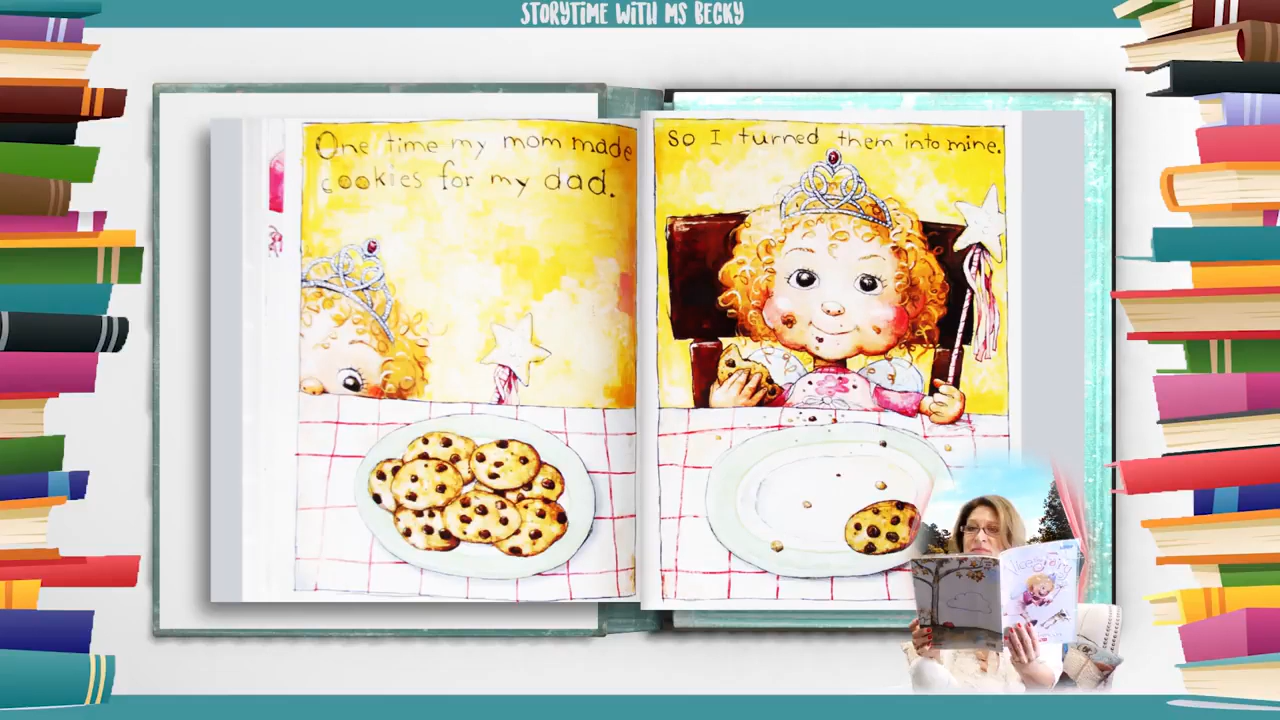 STORYTIME WITH MS BECKY
One time my mom made
cookies for my dad.
So I turned them into mine.